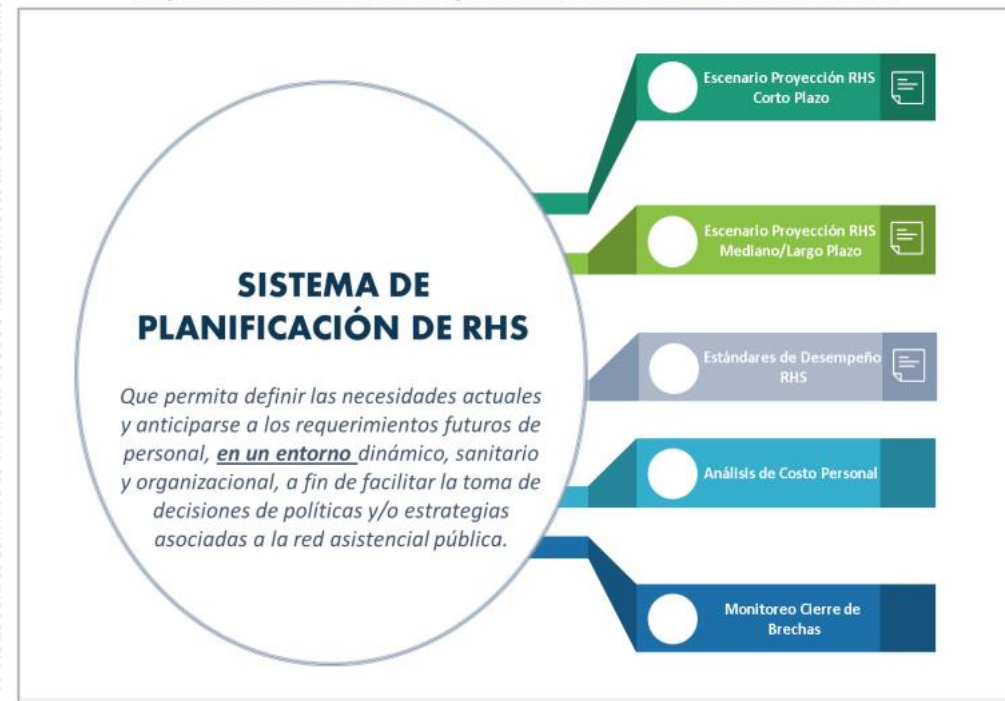 SISTEMA DE
PLANIFICACIÓN DE RHS
Que permita definir las necesidades actuales
y anticiparse a los requerimientos futuros de
personal, en un entorno dinámico, sanitario
y organizacional, a fin de facilitar la toma de
decisiones de políticas y/o estrategias
asociadas a la red asistencial pública.
Escenario Proyección RHS
Corto Plazo
Escenario Proyección RHS
Mediano/Largo Plazo
Estándares de Desempeño
RHS
Análisis de Costo Personal
Monitoreo Cierre de
Brechas